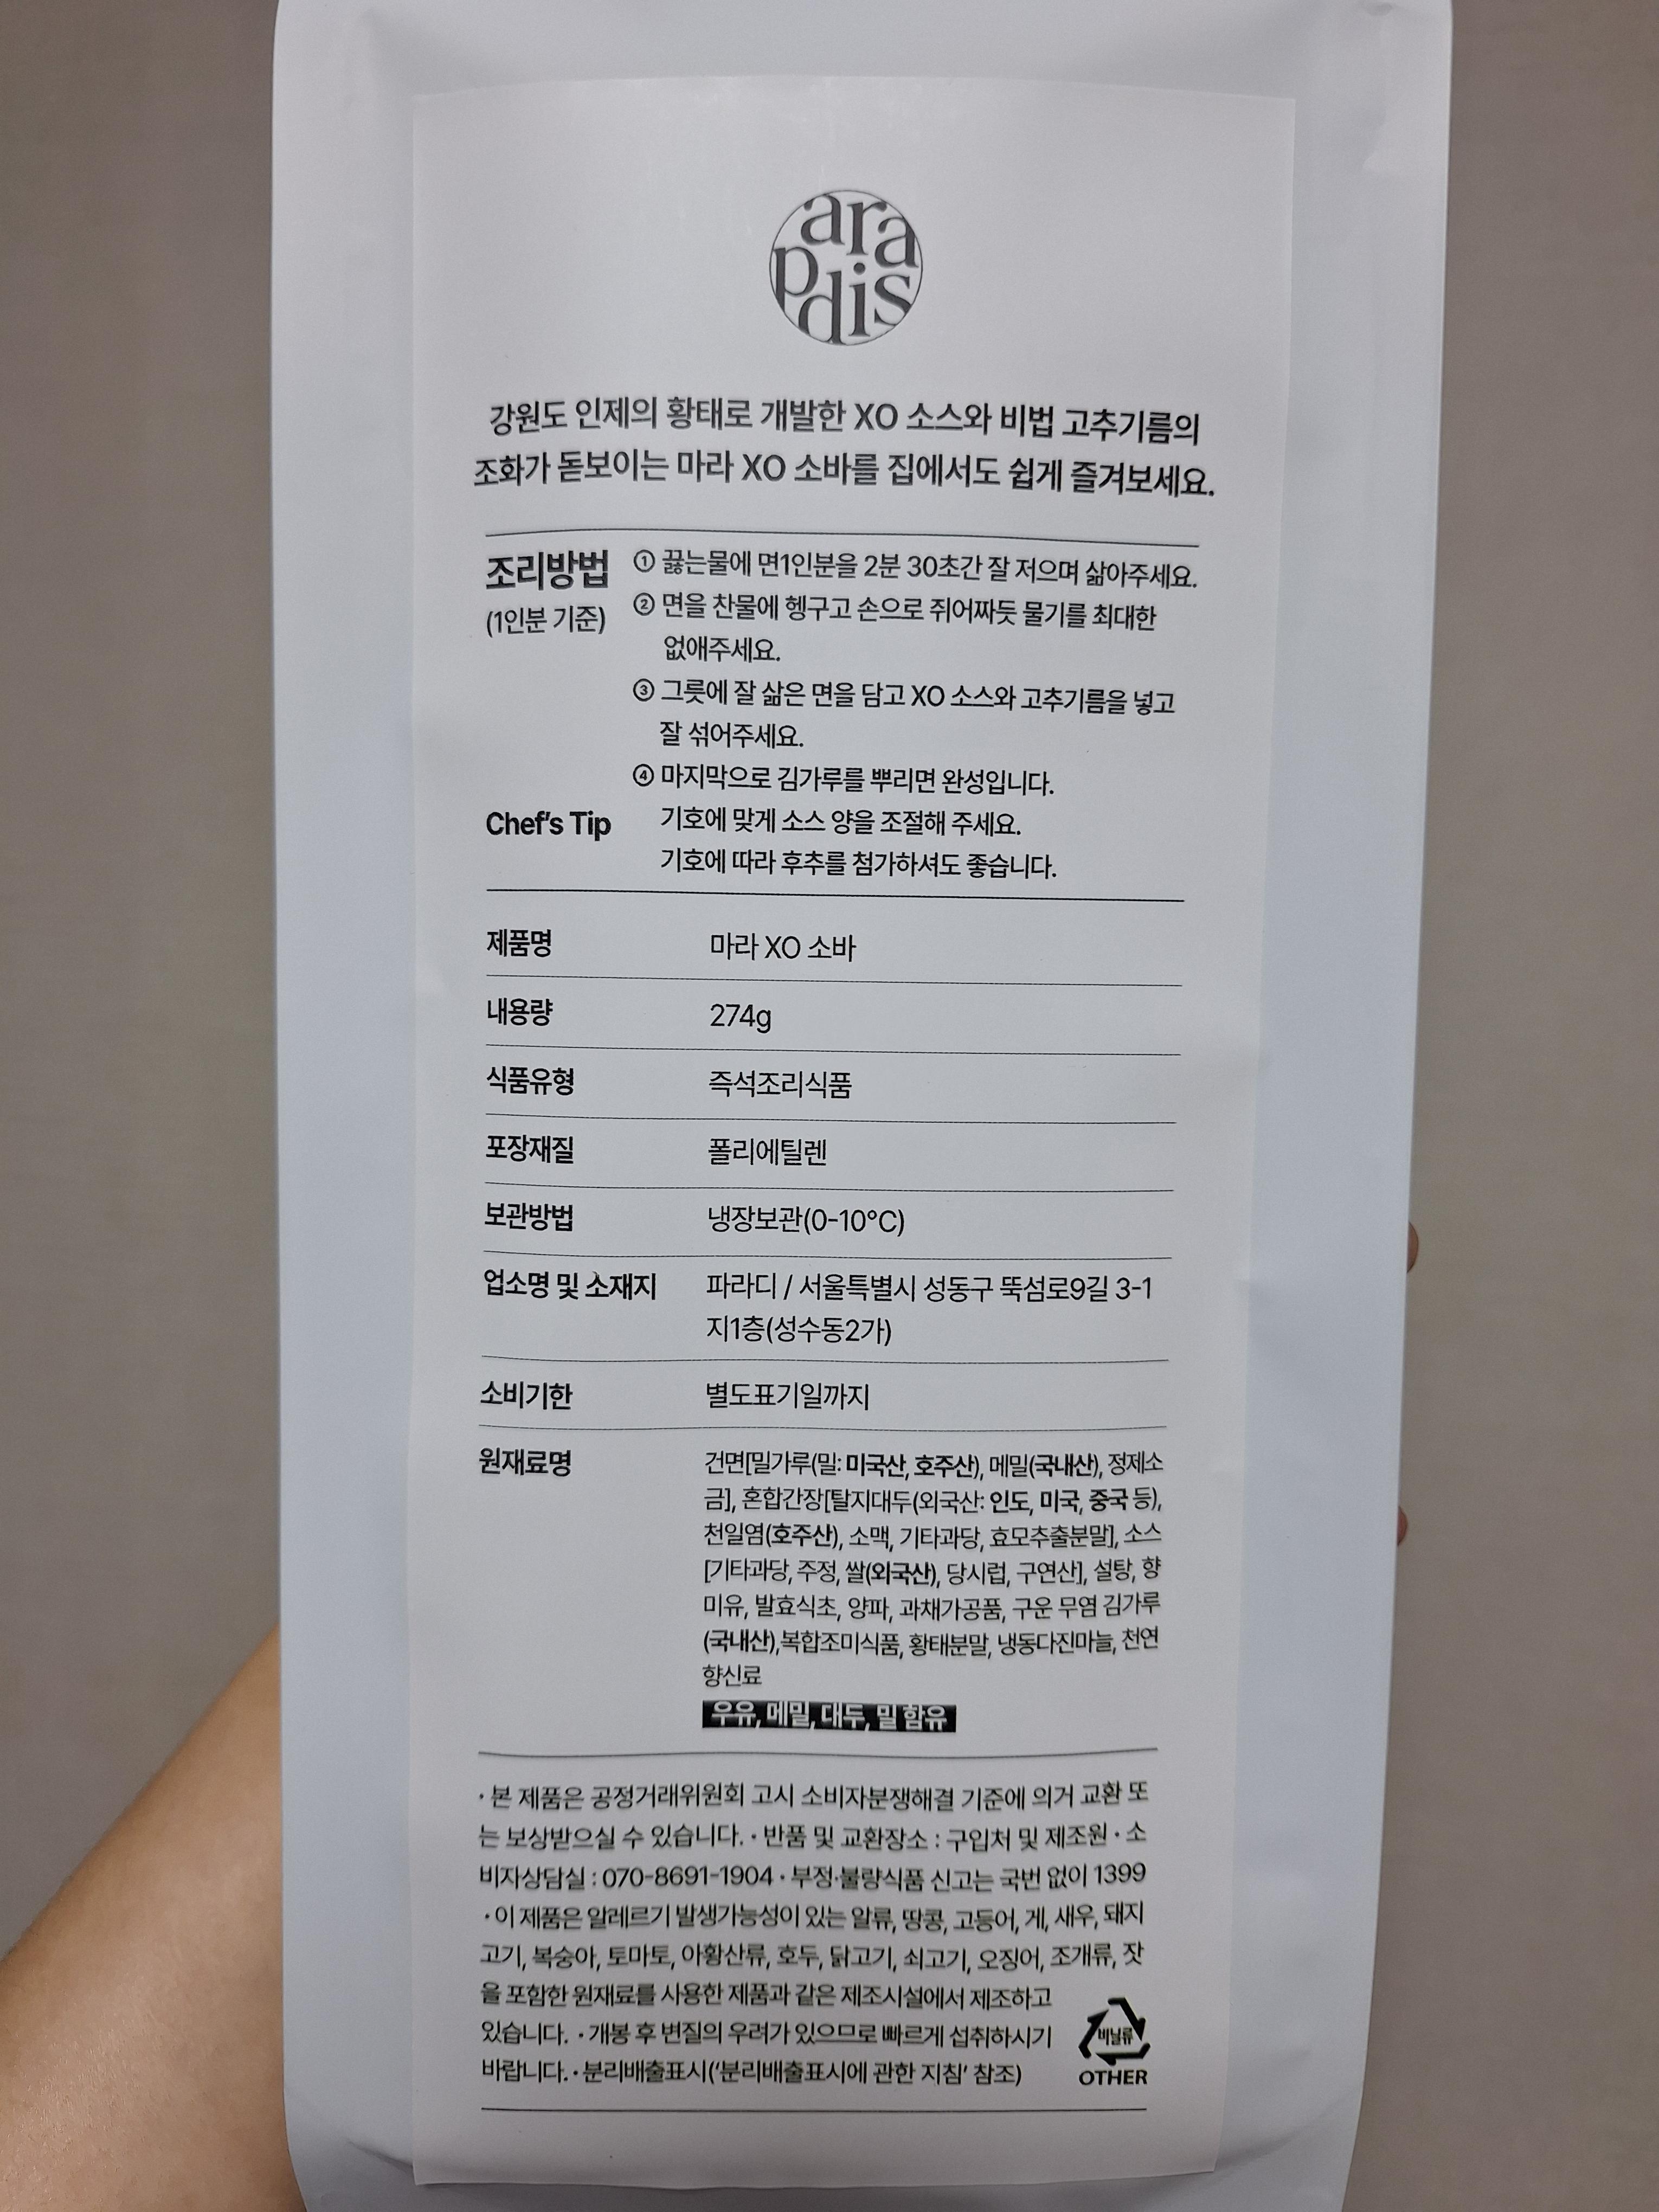 ara
pdis
강원도 인제의 황태로 개발한 XO 소스와 비법 고추기름의
조화가 돋보이는 마라 XO 소바를 집에서도 쉽게 즐겨보세요.
조리방법
(1인분 기준)
① 끓는물에 면1인분을 2분 30초간 잘 저으며 삶아주세요.
② 면을 찬물에 헹구고 손으로 쥐어짜듯 물기를 최대한
없애주세요.
③ 그릇에 잘 삶은 면을 담고 XO 소스와 고추기름을 넣고
잘 섞어주세요.
④ 마지막으로 김가루를 뿌리면 완성입니다.
Chef's Tip
기호에 맞게 소스 양을 조절해 주세요.
기호에 따라 후추를 첨가하셔도 좋습니다.
제품명 마라 XO 소바
내용량 274g
식품유형 즉석조리식품
포장재질 폴리에틸렌
보관방법 냉장보관(0-10°C)
업소명 및 소재지 파라디 / 서울특별시 성동구 뚝섬로9길 3-1
지1층(성수동2가)
소비기한 별도표기일까지
원재료명 건면[밀가루(밀: 미국산, 호주산), 메밀(국내산), 정제소
금], 혼합간장[탈지대두(외국산: 인도, 미국, 중국 등),
천일염(호주산), 소맥, 기타과당, 효모추출분말], 소스
[기타과당, 주정, 쌀(외국산), 당시럽, 구연산], 설탕, 향
미유, 발효식초, 양파, 과채가공품, 구운 무염 김가루
(국내산),복합조미식품, 황태분말, 냉동다진마늘, 천연
향신료
우유, 메밀, 대두, 밀 함유
· 본 제품은 공정거래위원회 고시 소비자분쟁해결 기준에 의거 교환 또
는 보상받으실 수 있습니다. · 반품 및 교환장소 : 구입처 및 제조원 · 소
비자상담실 : 070-8691-1904 · 부정·불량식품 신고는 국번 없이 1399
· 이 제품은 알레르기 발생가능성이 있는 알류, 땅콩, 고등어, 게, 새우, 돼지
고기, 복숭아, 토마토, 아황산류, 호두, 닭고기, 쇠고기, 오징어, 조개류, 잣
을 포함한 원재료를 사용한 제품과 같은 제조시설에서 제조하고
있습니다. · 개봉 후 변질의 우려가 있으므로 빠르게 섭취하시기
바랍니다. · 분리배출표시('분리배출표시에 관한 지침' 참조)
비닐류
OTHER